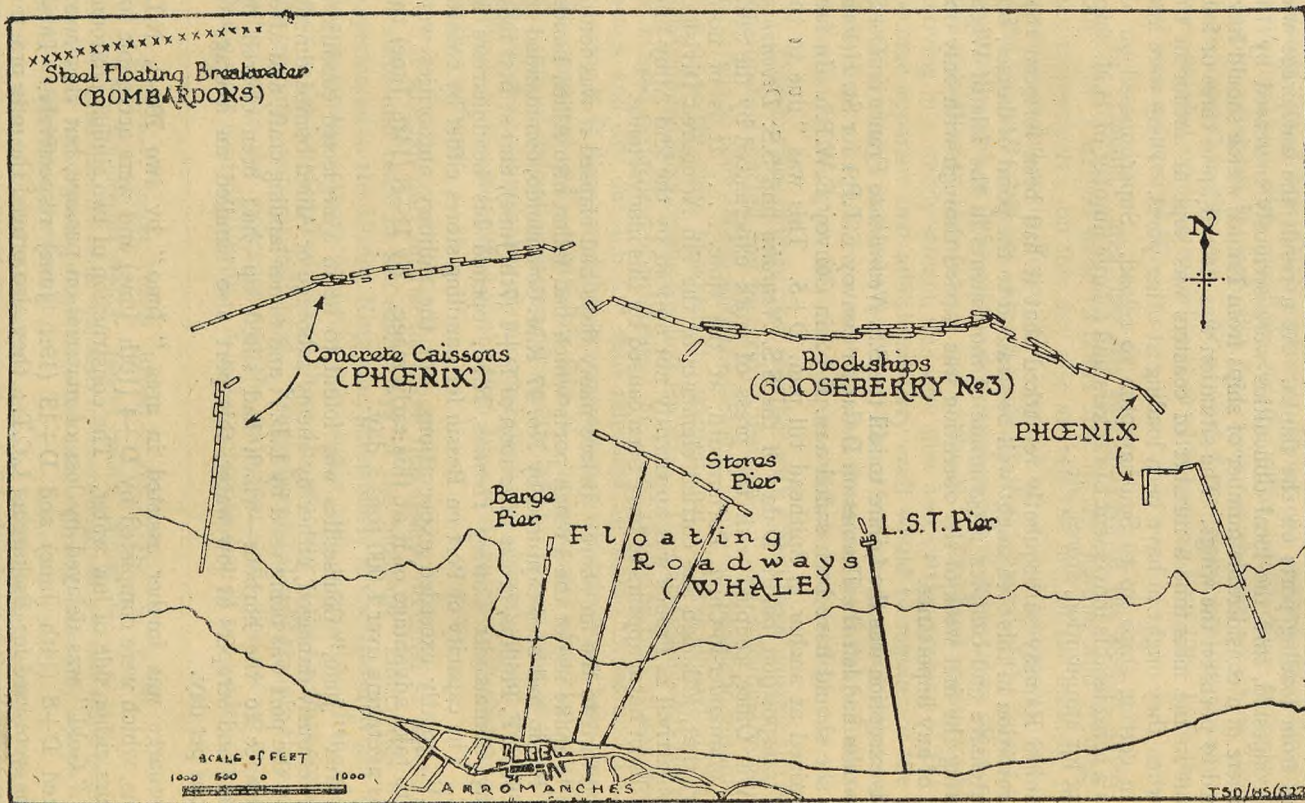 Steel Floating Breakwater
(BOMBARDONS)
N
Concrete Caissons
(PHŒNIX)
Blockships
(GOOSEBERRY No3)
PHŒNIX
Stores
Pier
Barge
Pier
L.S.T. Pier
Floating
Roadways
(WHALE)
SCALE of FEET
1000 500 0 1000
ARROMANCHES